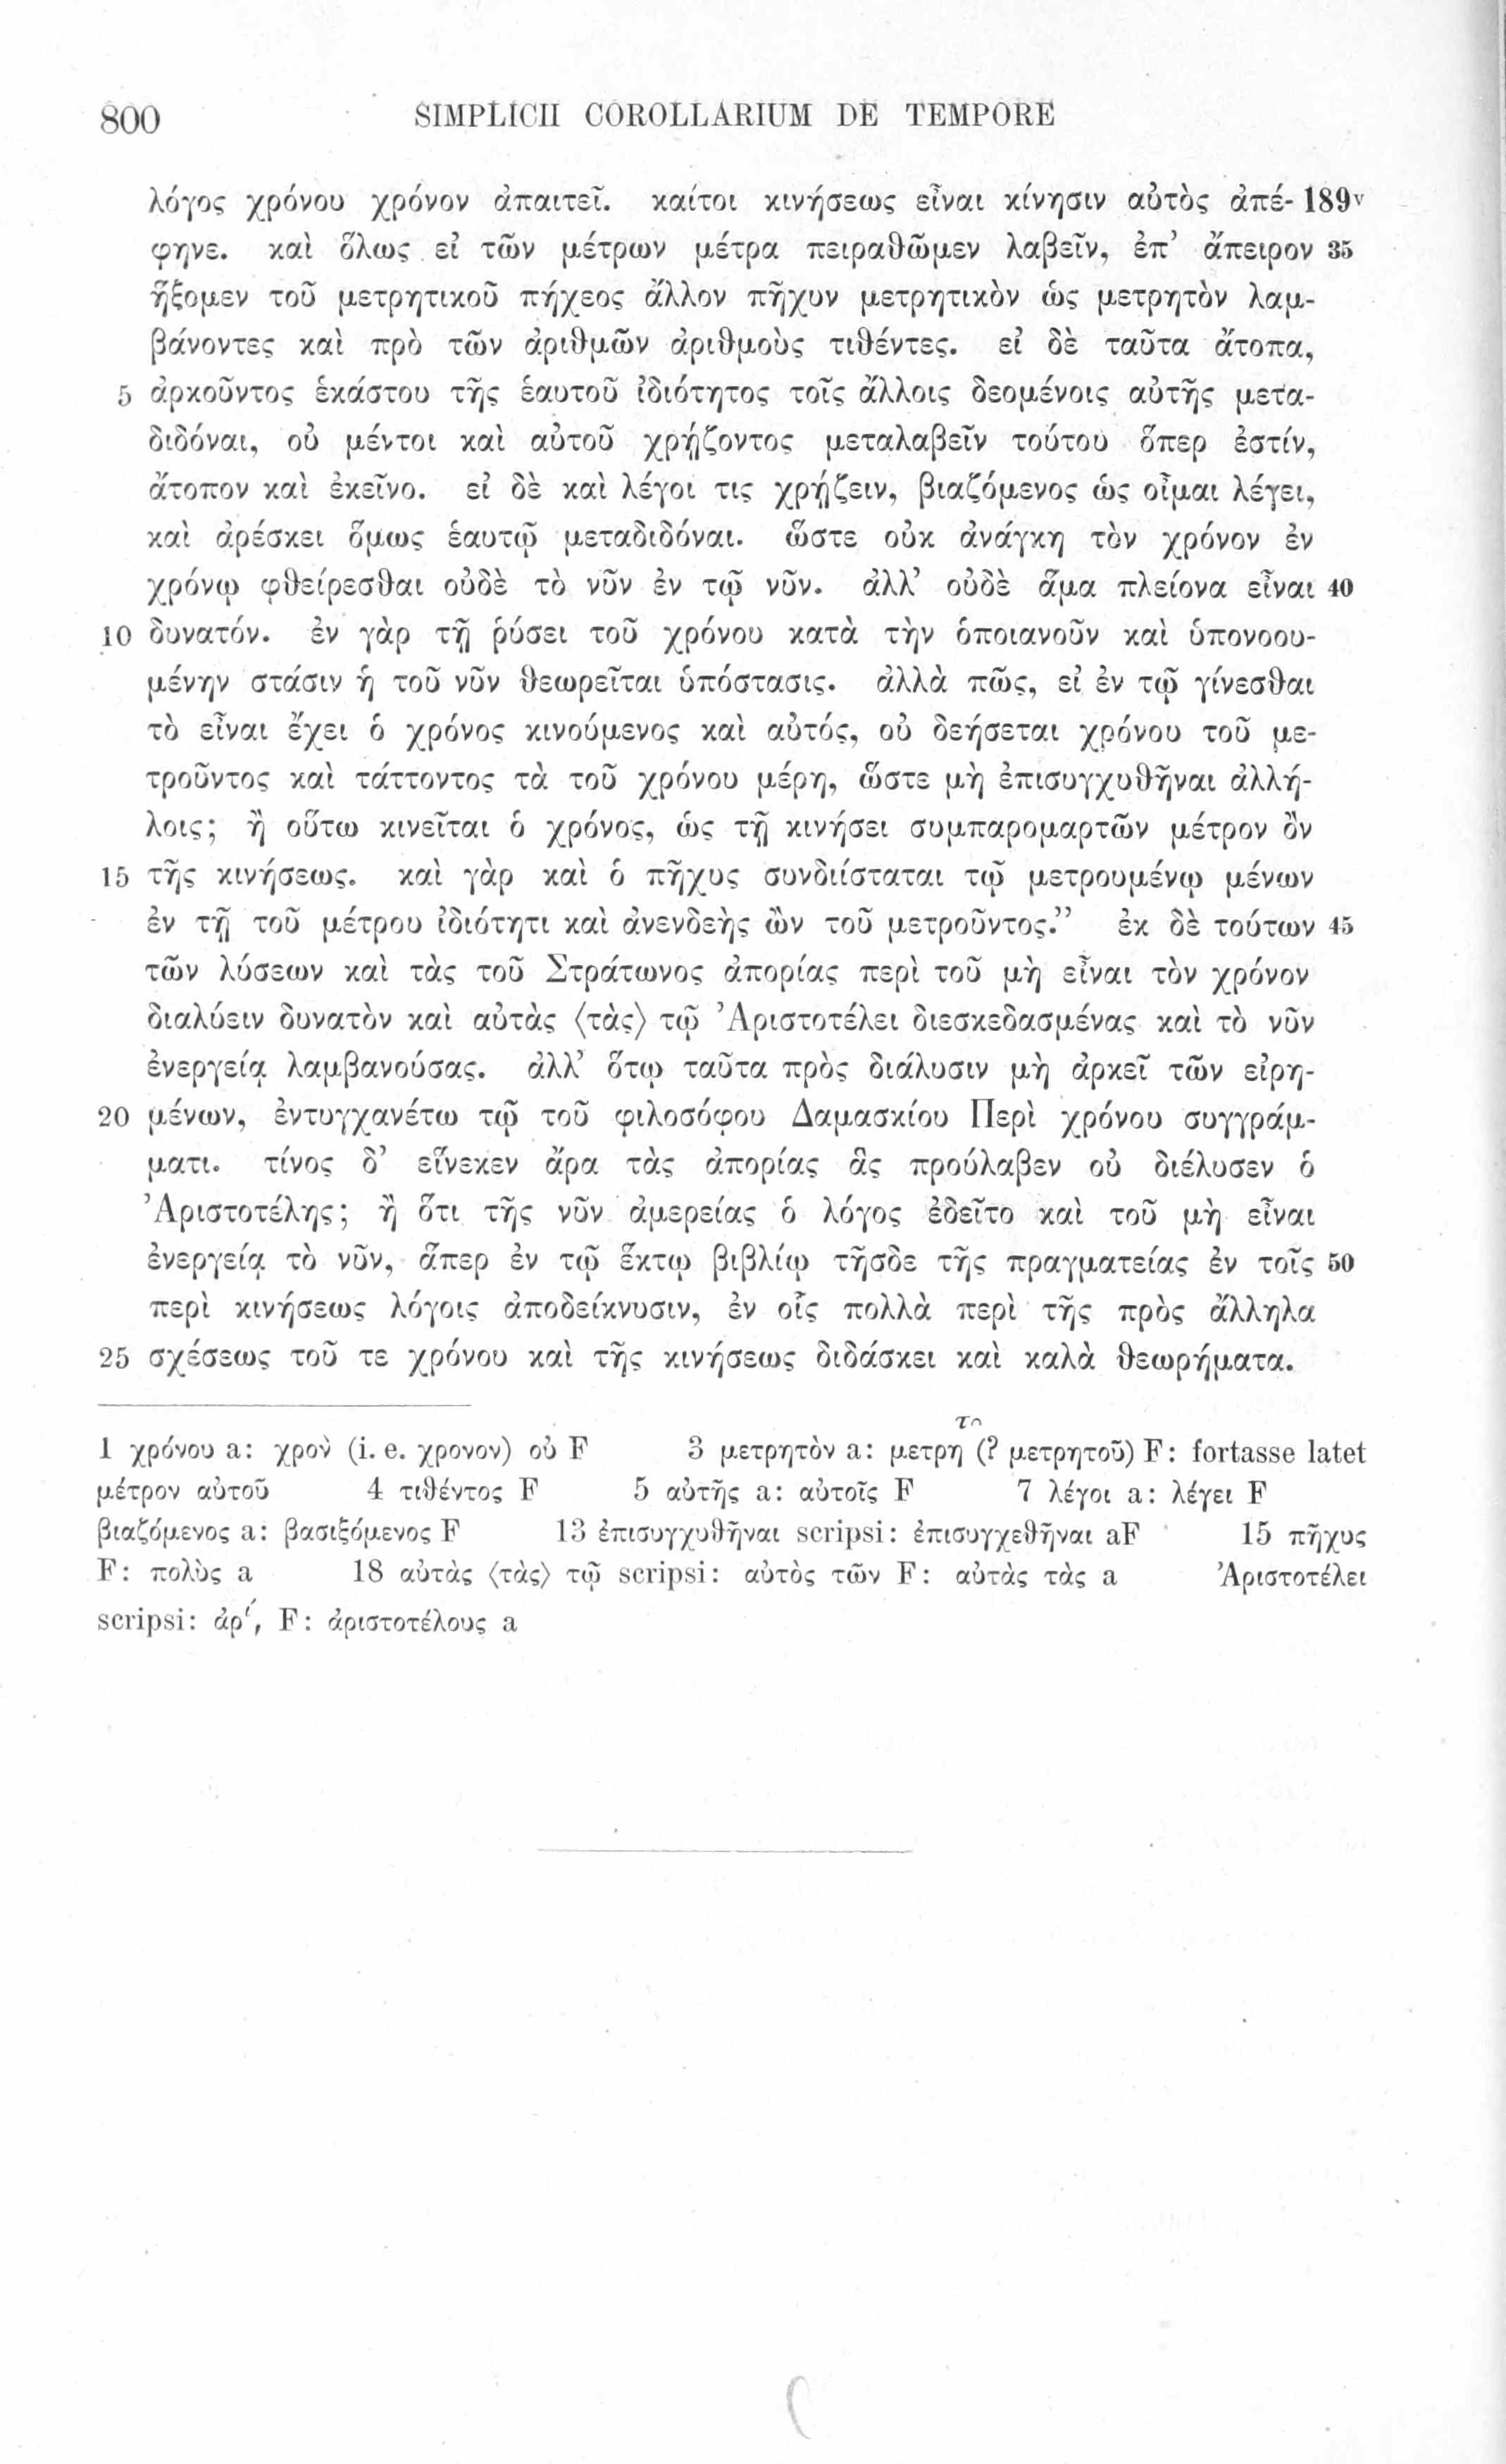 800 SIMPLICII COROLLARIUM DE TEMPORE
λόγος χρόνου χρόνον ἀπαιτεῖ. καίτοι κινήσεως εἶναι κίνησιν αὐτὸς ἀπέ- 189v
φηνε. καὶ ὅλως εἰ τῶν μέτρων μέτρα πειραθῶμεν λαβεῖν, ἐπ’ ἄπειρον 35
ἥξομεν τοῦ μετρητικοῦ πήχεος ἄλλον πῆχυν μετρητικὸν ὡς μετρητὸν λαμ-
βάνοντες καὶ πρὸ τῶν ἀριθμῶν ἀριθμοὺς τιθέντες. εἰ δὲ ταῦτα ἄτοπα,
5 ἀρκοῦντος ἑκάστου τῆς ἑαυτοῦ ἰδιότητος τοῖς ἄλλοις δεομένοις αὐτῆς μετα-
διδόναι, οὐ μέντοι καὶ αὐτοῦ χρῄζοντος μεταλαβεῖν τούτου ὅπερ ἐστίν,
ἄτοπον καὶ ἐκεῖνο. εἰ δὲ καὶ λέγοι τις χρῄζειν, βιαζόμενος ὡς οἶμαι λέγει,
καὶ ἀρέσκει ὅμως ἑαυτῷ μεταδιδόναι. ὥστε οὐκ ἀνάγκη τὸν χρόνον ἐν
χρόνῳ φθείρεσθαι οὐδὲ τὸ νῦν ἐν τῷ νῦν. ἀλλ’ οὐδὲ ἅμα πλείονα εἶναι 40
10 δυνατόν. ἐν γὰρ τῇ ῥύσει τοῦ χρόνου κατὰ τὴν ὁποιανοῦν καὶ ὑπονοου-
μένην στάσιν ἡ τοῦ νῦν θεωρεῖται ὑπόστασις. ἀλλὰ πῶς, εἰ ἐν τῷ γίνεσθαι
τὸ εἶναι ἔχει ὁ χρόνος κινούμενος καὶ αὐτός, οὐ δεήσεται χρόνου τοῦ με-
τροῦντος καὶ τάττοντος τὰ τοῦ χρόνου μέρη, ὥστε μὴ ἐπισυγχυθῆναι ἀλλή-
λοις; ἢ οὕτω κινεῖται ὁ χρόνος, ὡς τῇ κινήσει συμπαρομαρτῶν μέτρον ὂν
15 τῆς κινήσεως. καὶ γὰρ καὶ ὁ πῆχυς συνδιίσταται τῷ μετρουμένῳ μένων
ἐν τῇ τοῦ μέτρου ἰδιότητι καὶ ἀνενδεὴς ὢν τοῦ μετροῦντος.” ἐκ δὲ τούτων 45
τῶν λύσεων καὶ τὰς τοῦ Στράτωνος ἀπορίας περὶ τοῦ μὴ εἶναι τὸν χρόνον
διαλύειν δυνατὸν καὶ αὐτὰς ⟨τὰς⟩ τῷ Ἀριστοτέλει διεσκεδασμένας καὶ τὸ νῦν
ἐνεργείᾳ λαμβανούσας. ἀλλ’ ὅτῳ ταῦτα πρὸς διάλυσιν μὴ ἀρκεῖ τῶν εἰρη-
20 μένων, ἐντυγχανέτω τῷ τοῦ φιλοσόφου Δαμασκίου Περὶ χρόνου συγγράμ-
ματι. τίνος δ’ εἵνεκεν ἄρα τὰς ἀπορίας ἃς προύλαβεν οὐ διέλυσεν ὁ
Ἀριστοτέλης; ἢ ὅτι τῆς νῦν ἀμερείας ὁ λόγος ἐδεῖτο καὶ τοῦ μὴ εἶναι
ἐνεργείᾳ τὸ νῦν, ἅπερ ἐν τῷ ἕκτῳ βιβλίῳ τῆσδε τῆς πραγματείας ἐν τοῖς 50
περὶ κινήσεως λόγοις ἀποδείκνυσιν, ἐν οἷς πολλὰ περὶ τῆς πρὸς ἄλληλα
25 σχέσεως τοῦ τε χρόνου καὶ τῆς κινήσεως διδάσκει καὶ καλὰ θεωρήματα.
1 χρόνου a: χρον̀ (i. e. χρονον) οὐ F 3 μετρητὸν a: μετρη (? μετρητοῦ) F: fortasse latet
μέτρον αὐτοῦ 4 τιθέντος F 5 αὐτῆς a: αὐτοῖς F 7 λέγοι a: λέγει F
βιαζόμενος a: βασιξόμενος F 13 ἐπισυγχυθῆναι scripsi: ἐπισυγχεθῆναι aF 15 πῆχυς
F: πολὺς a 18 αὐτὰς ⟨τὰς⟩ τῷ scripsi: αὐτὸς τῶν F: αὐτὰς τὰς a Ἀριστοτέλει
scripsi: ἀρ F: ἀριστοτέλους a